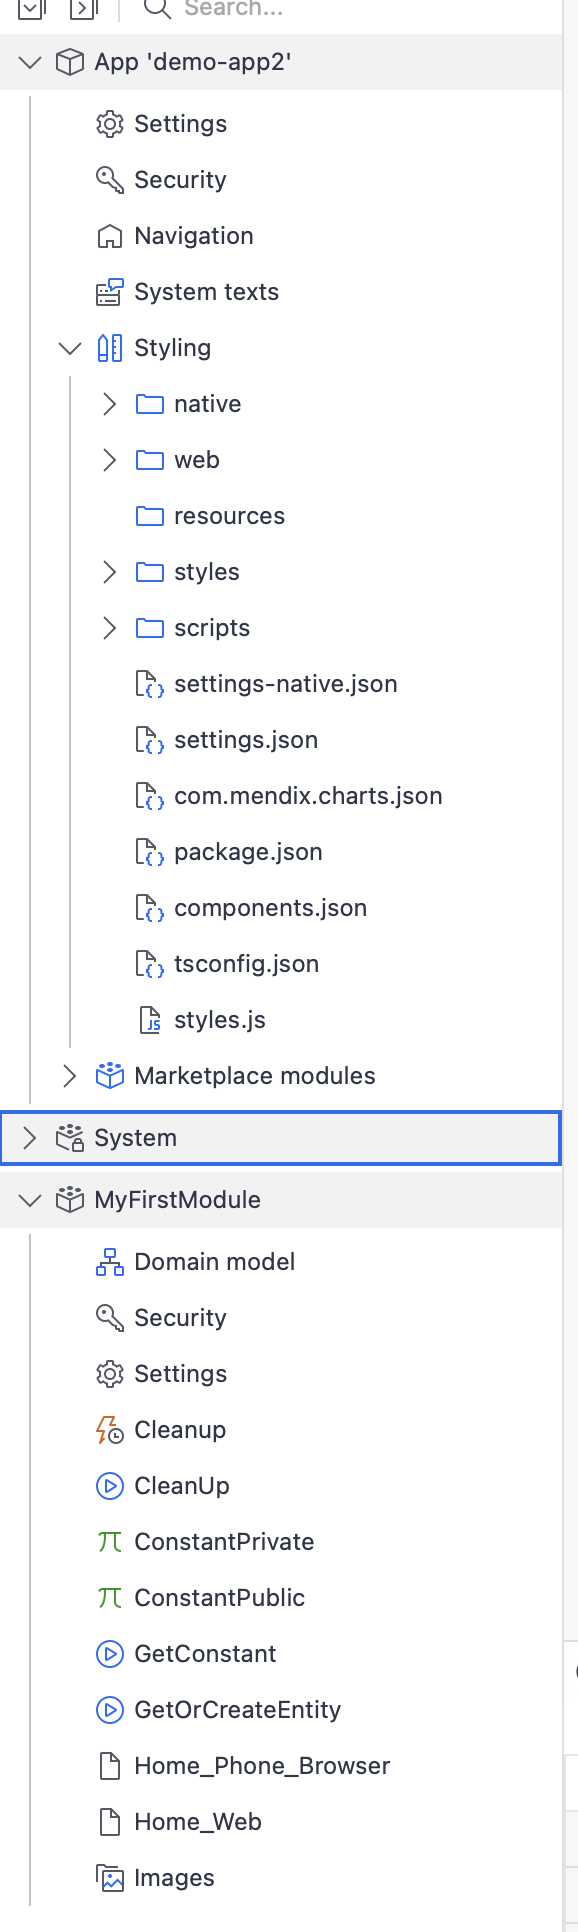 Search...
App 'demo-app2'
Settings
Security
Navigation
System texts
Styling
native
web
resources
styles
scripts
settings-native.json
settings.json
com.mendix.charts.json
package.json
components.json
tsconfig.json
styles.js
Marketplace modules
System
MyFirstModule
Domain model
Security
Settings
Cleanup
CleanUp
ConstantPrivate
ConstantPublic
GetConstant
GetOrCreateEntity
Home_Phone_Browser
Home_Web
Images